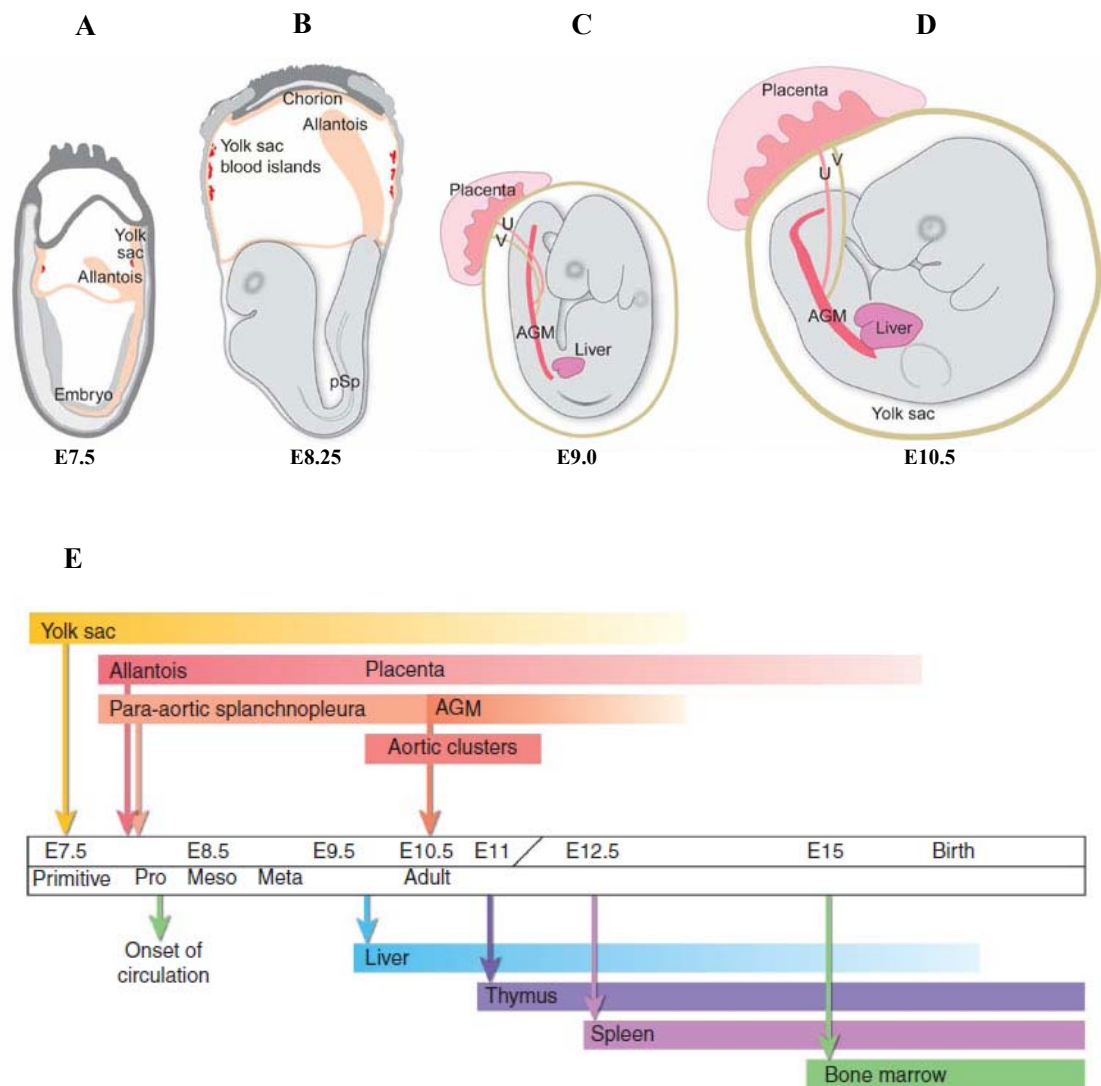 A
B
C
D
Chorion
Allantois
Yolk sac
blood islands
pSp
Yolk
sac
Allantois
Embryo
Placenta
U
V
AGM
Liver
Placenta
V
U
AGM
Liver
Yolk sac
E7.5
E8.25
E9.0
E10.5
E
Yolk sac
Allantois
Placenta
Para-aortic splanchnopleura
AGM
Aortic clusters
E7.5 E8.5 E9.5 E10.5 E11 E12.5 E15 Birth
Primitive Pro Meso Meta Adult
Onset of
circulation
Liver
Thymus
Spleen
Bone marrow